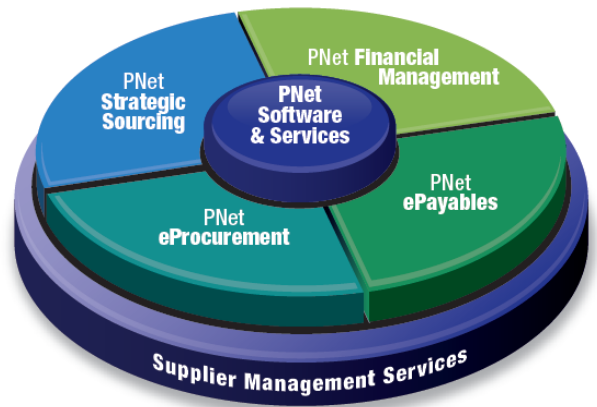 PNet
Strategic
Sourcing
PNet Financial
Management
PNet
Software
& Services
PNet
ePayables
PNet
eProcurement
Supplier Management Services